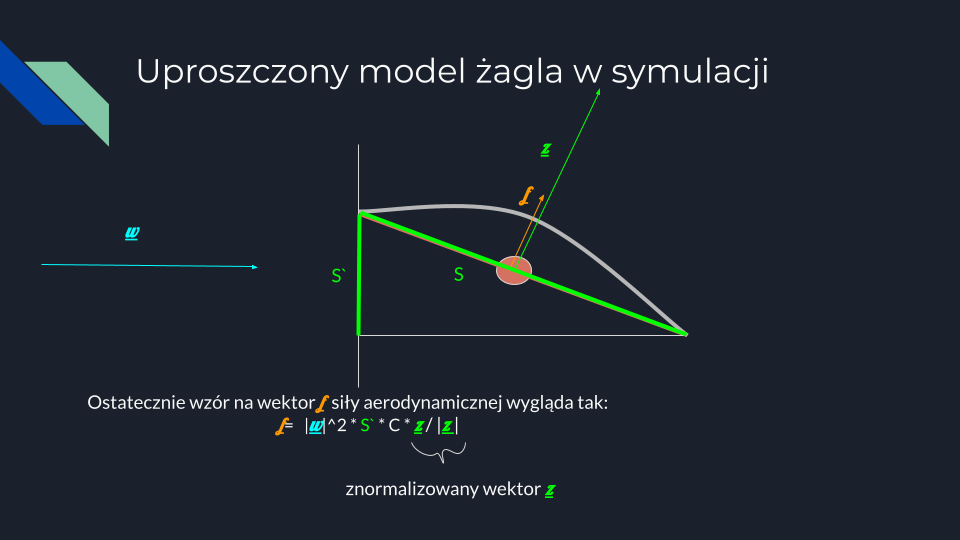 Uproszczony model żagla w symulacji
z
f
w
S`
S
Ostatecznie wzór na wektor f siły aerodynamicznej wygląda tak:
f= |w|^2 * S` * C * z / |z|
znormalizowany wektor z